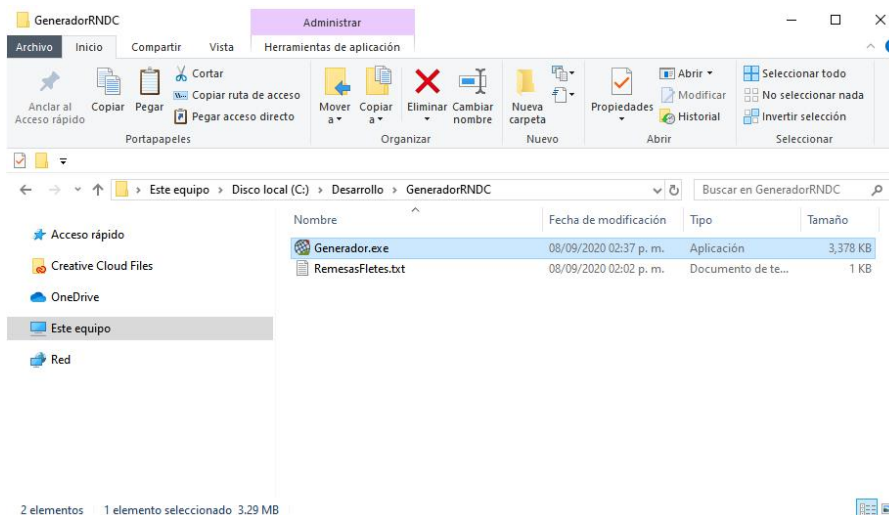 GeneradorRNDC
Administrar
Archivo Inicio Compartir Vista Herramientas de aplicación
Anclar al Acceso rápido
Copiar
Pegar
Cortar
Copiar ruta de acceso
Pegar acceso directo
Mover a
Copiar a
Eliminar
Cambiar nombre
Nueva carpeta
Propiedades
Abrir
Modificar
Historial
Seleccionar todo
No seleccionar nada
Invertir selección
Portapapeles Organizar Nuevo Abrir Seleccionar
Este equipo > Disco local (C:) > Desarrollo > GeneradorRNDC
Buscar en GeneradorRNDC
Nombre Fecha de modificación Tipo Tamaño
Acceso rápido
Creative Cloud Files
OneDrive
Este equipo
Red
Generador.exe 08/09/2020 02:37 p. m. Aplicación 3,378 KB
RemesasFletes.txt 08/09/2020 02:02 p. m. Documento de te... 1 KB
2 elementos 1 elemento seleccionado 3.29 MB